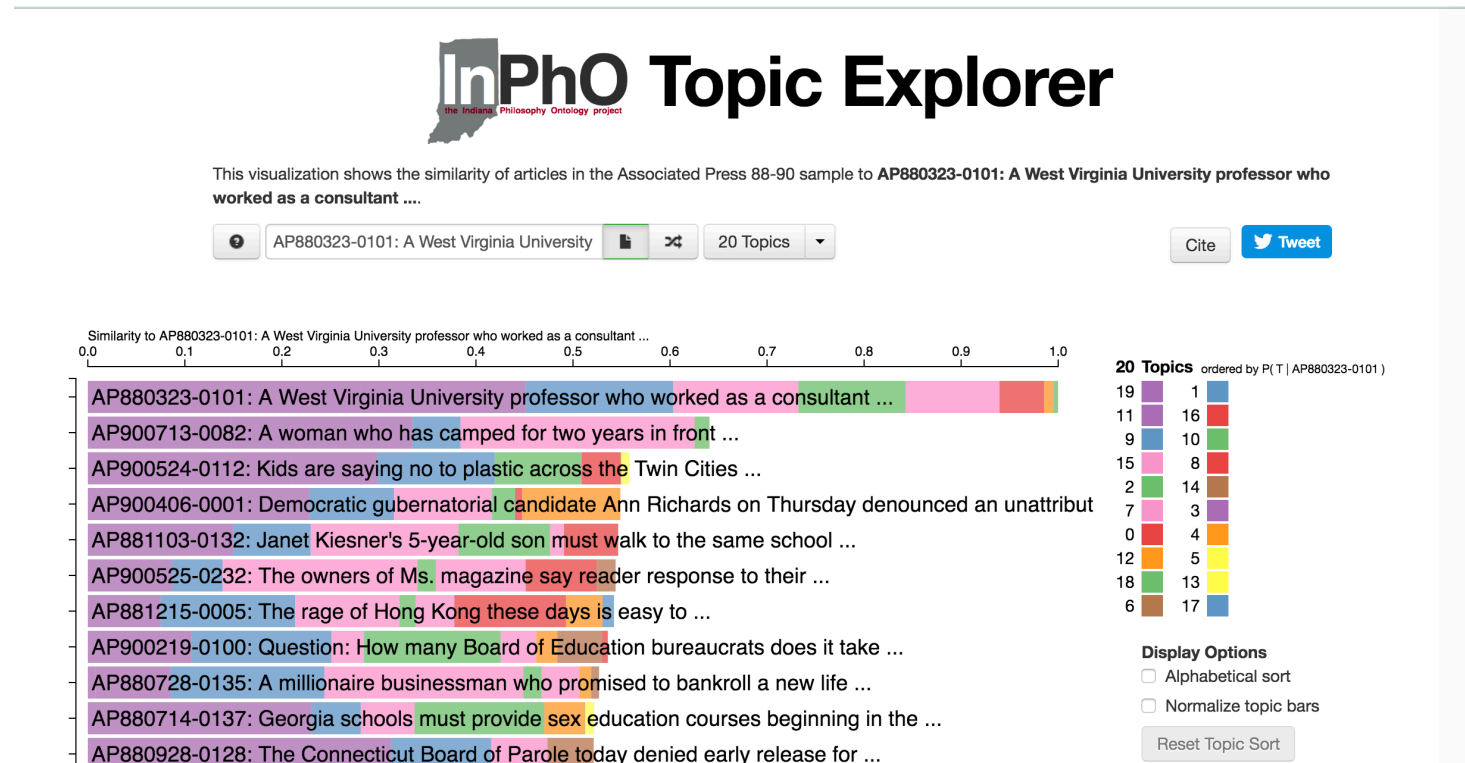 InPhO Topic Explorer
the Indiana Philosophy Ontology project
This visualization shows the similarity of articles in the Associated Press 88-90 sample to AP880323-0101: A West Virginia University professor who
worked as a consultant ....
? AP880323-0101: A West Virginia University 20 Topics Cite Tweet
Similarity to AP880323-0101: A West Virginia University professor who worked as a consultant ...
0.0 0.1 0.2 0.3 0.4 0.5 0.6 0.7 0.8 0.9 1.0
AP880323-0101: A West Virginia University professor who worked as a consultant ...
AP900713-0082: A woman who has camped for two years in front ...
AP900524-0112: Kids are saying no to plastic across the Twin Cities ...
AP900406-0001: Democratic gubernatorial candidate Ann Richards on Thursday denounced an unattribut
AP881103-0132: Janet Kiesner's 5-year-old son must walk to the same school ...
AP900525-0232: The owners of Ms. magazine say reader response to their ...
AP881215-0005: The rage of Hong Kong these days is easy to ...
AP900219-0100: Question: How many Board of Education bureaucrats does it take ...
AP880728-0135: A millionaire businessman who promised to bankroll a new life ...
AP880714-0137: Georgia schools must provide sex education courses beginning in the ...
AP880928-0128: The Connecticut Board of Parole today denied early release for ...
20 Topics ordered by P( T | AP880323-0101 )
19 1
11 16
9 10
15 8
2 14
7 3
0 4
12 5
18 13
6 17
Display Options
Alphabetical sort
Normalize topic bars
Reset Topic Sort